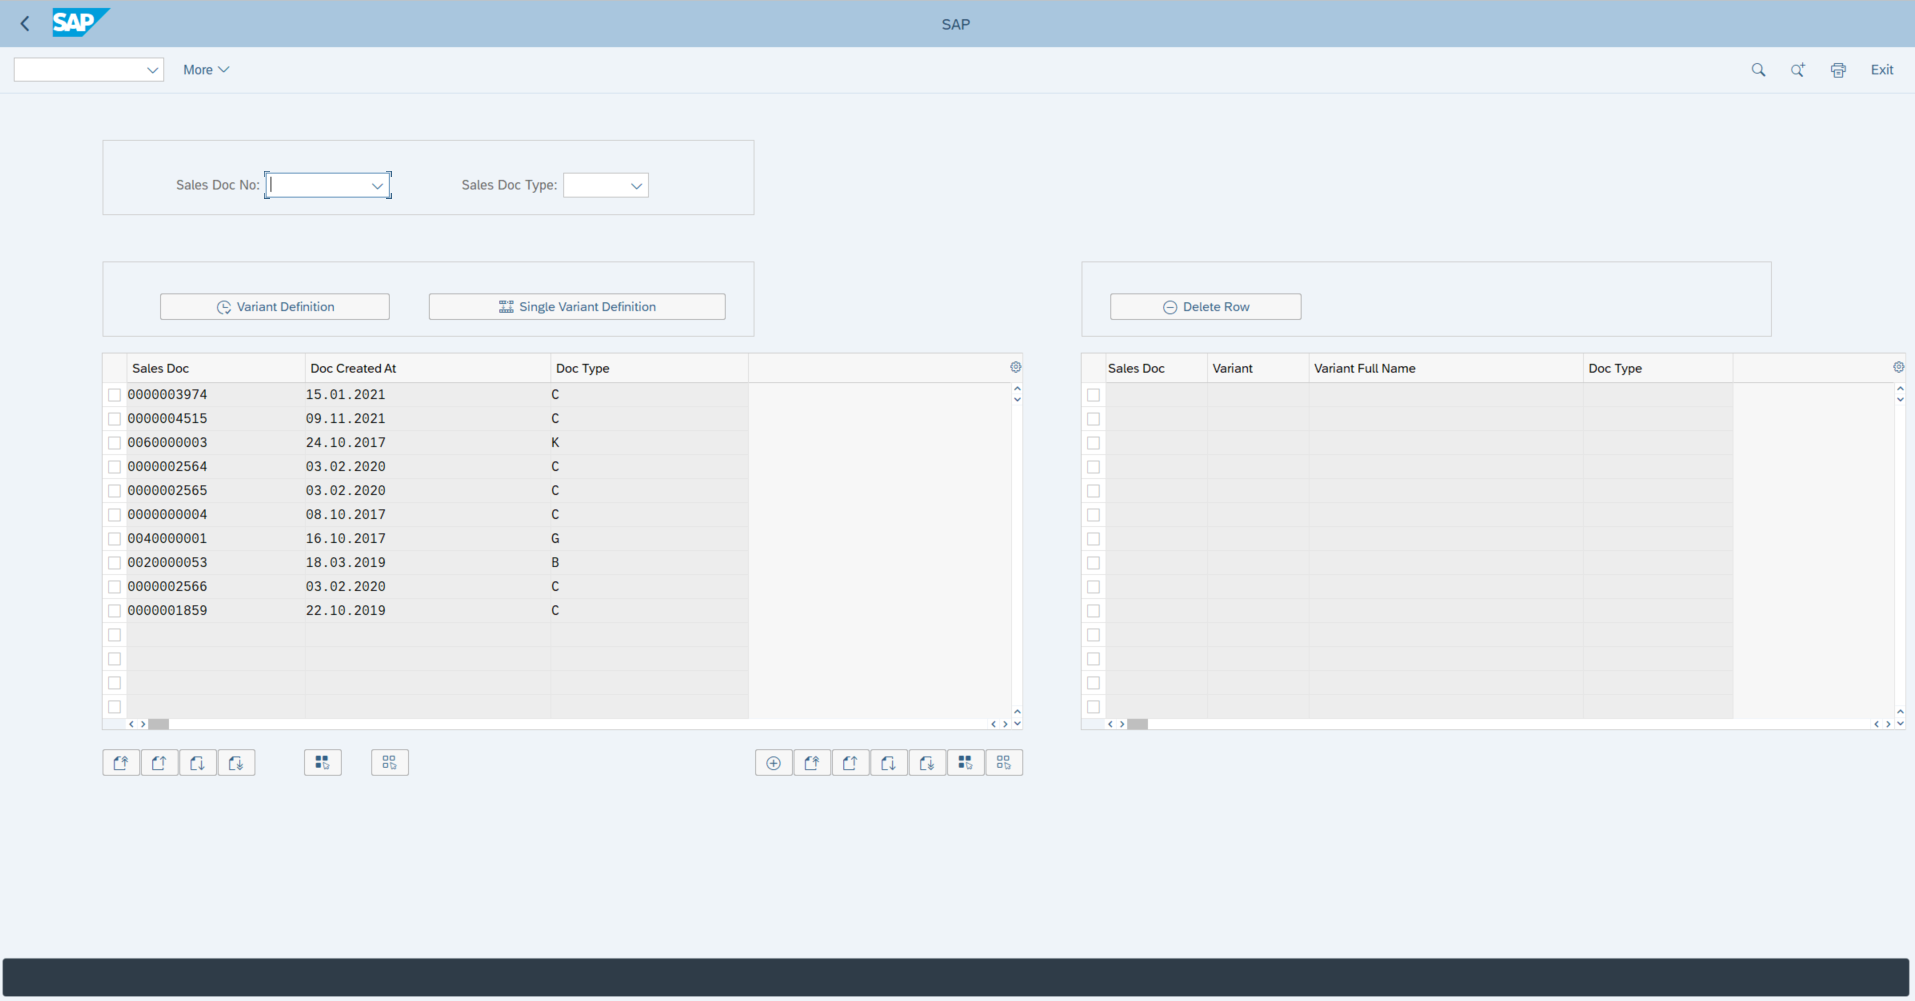 SAP
SAP
More
Exit
Sales Doc No:
Sales Doc Type:
Variant Definition
Single Variant Definition
Delete Row
Sales Doc Doc Created At Doc Type
0000003974 15.01.2021 C
0000004515 09.11.2021 C
0060000003 24.10.2017 K
0000002564 03.02.2020 C
0000002565 03.02.2020 C
0000000004 08.10.2017 C
0040000001 16.10.2017 G
0020000053 18.03.2019 B
0000002566 03.02.2020 C
0000001859 22.10.2019 C
Sales Doc Variant Variant Full Name Doc Type